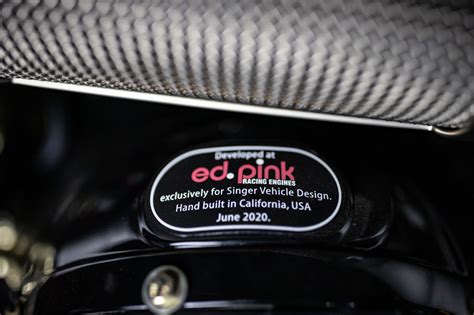 Developed at
ed.pink
RACING ENGINES
exclusively for Singer Vehicle Design.
Hand built in California, USA
June 2020.